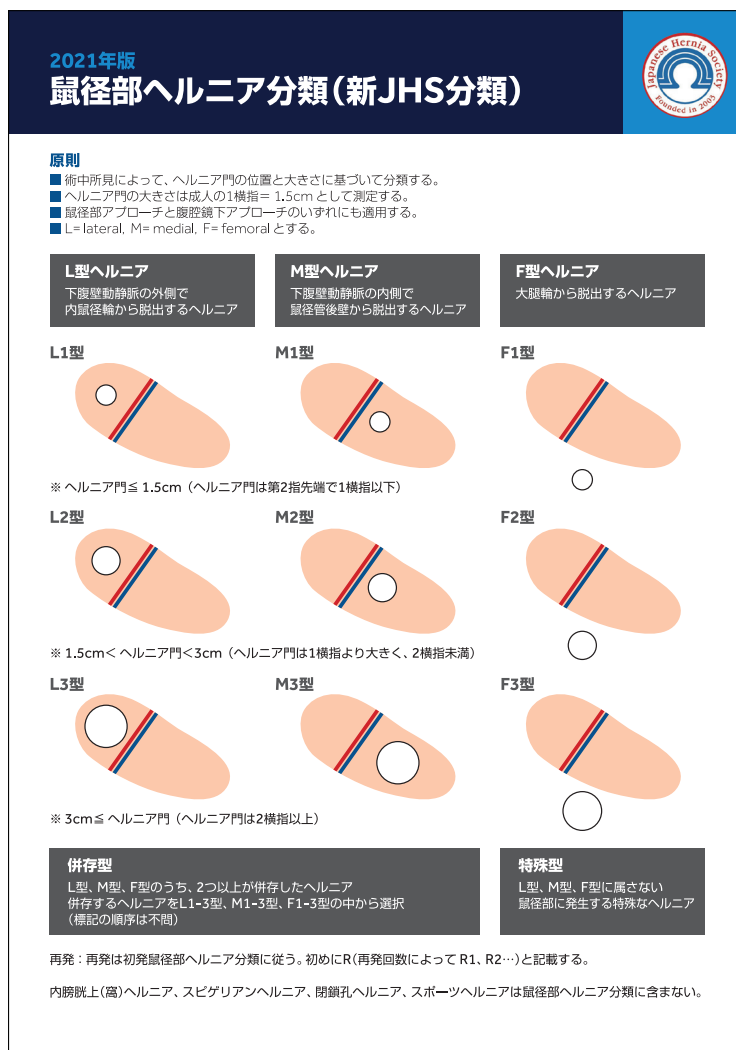 2021年版
鼠径部ヘルニア分類(新JHS分類)
Japanese Hernia Society
Founded in 2003
原則
■ 術中所見によって、ヘルニア門の位置と大きさに基づいて分類する。
■ ヘルニア門の大きさは成人の1横指= 1.5cm として測定する。
■ 鼠径部アプローチと腹腔鏡下アプローチのいずれにも適用する。
■ L= lateral, M= medial, F= femoral とする。
L型ヘルニア
下腹壁動静脈の外側で
内鼠径輪から脱出するヘルニア
M型ヘルニア
下腹壁動静脈の内側で
鼠径管後壁から脱出するヘルニア
F型ヘルニア
大腿輪から脱出するヘルニア
L1型
M1型
F1型
※ ヘルニア門≦ 1.5cm（ヘルニア門は第2指先端で1横指以下）
L2型
M2型
F2型
※ 1.5cm< ヘルニア門<3cm（ヘルニア門は1横指より大きく、2横指未満）
L3型
M3型
F3型
※ 3cm≦ ヘルニア門（ヘルニア門は2横指以上）
併存型
L型、M型、F型のうち、2つ以上が併存したヘルニア
併存するヘルニアをL1-3型、M1-3型、F1-3型の中から選択
（標記の順序は不問）
特殊型
L型、M型、F型に属さない
鼠径部に発生する特殊なヘルニア
再発：再発は初発鼠径部ヘルニア分類に従う。初めにR(再発回数によって R1、R2…)と記載する。
内膀胱上(窩)ヘルニア、スピゲリアンヘルニア、閉鎖孔ヘルニア、スポーツヘルニアは鼠径部ヘルニア分類に含まない。